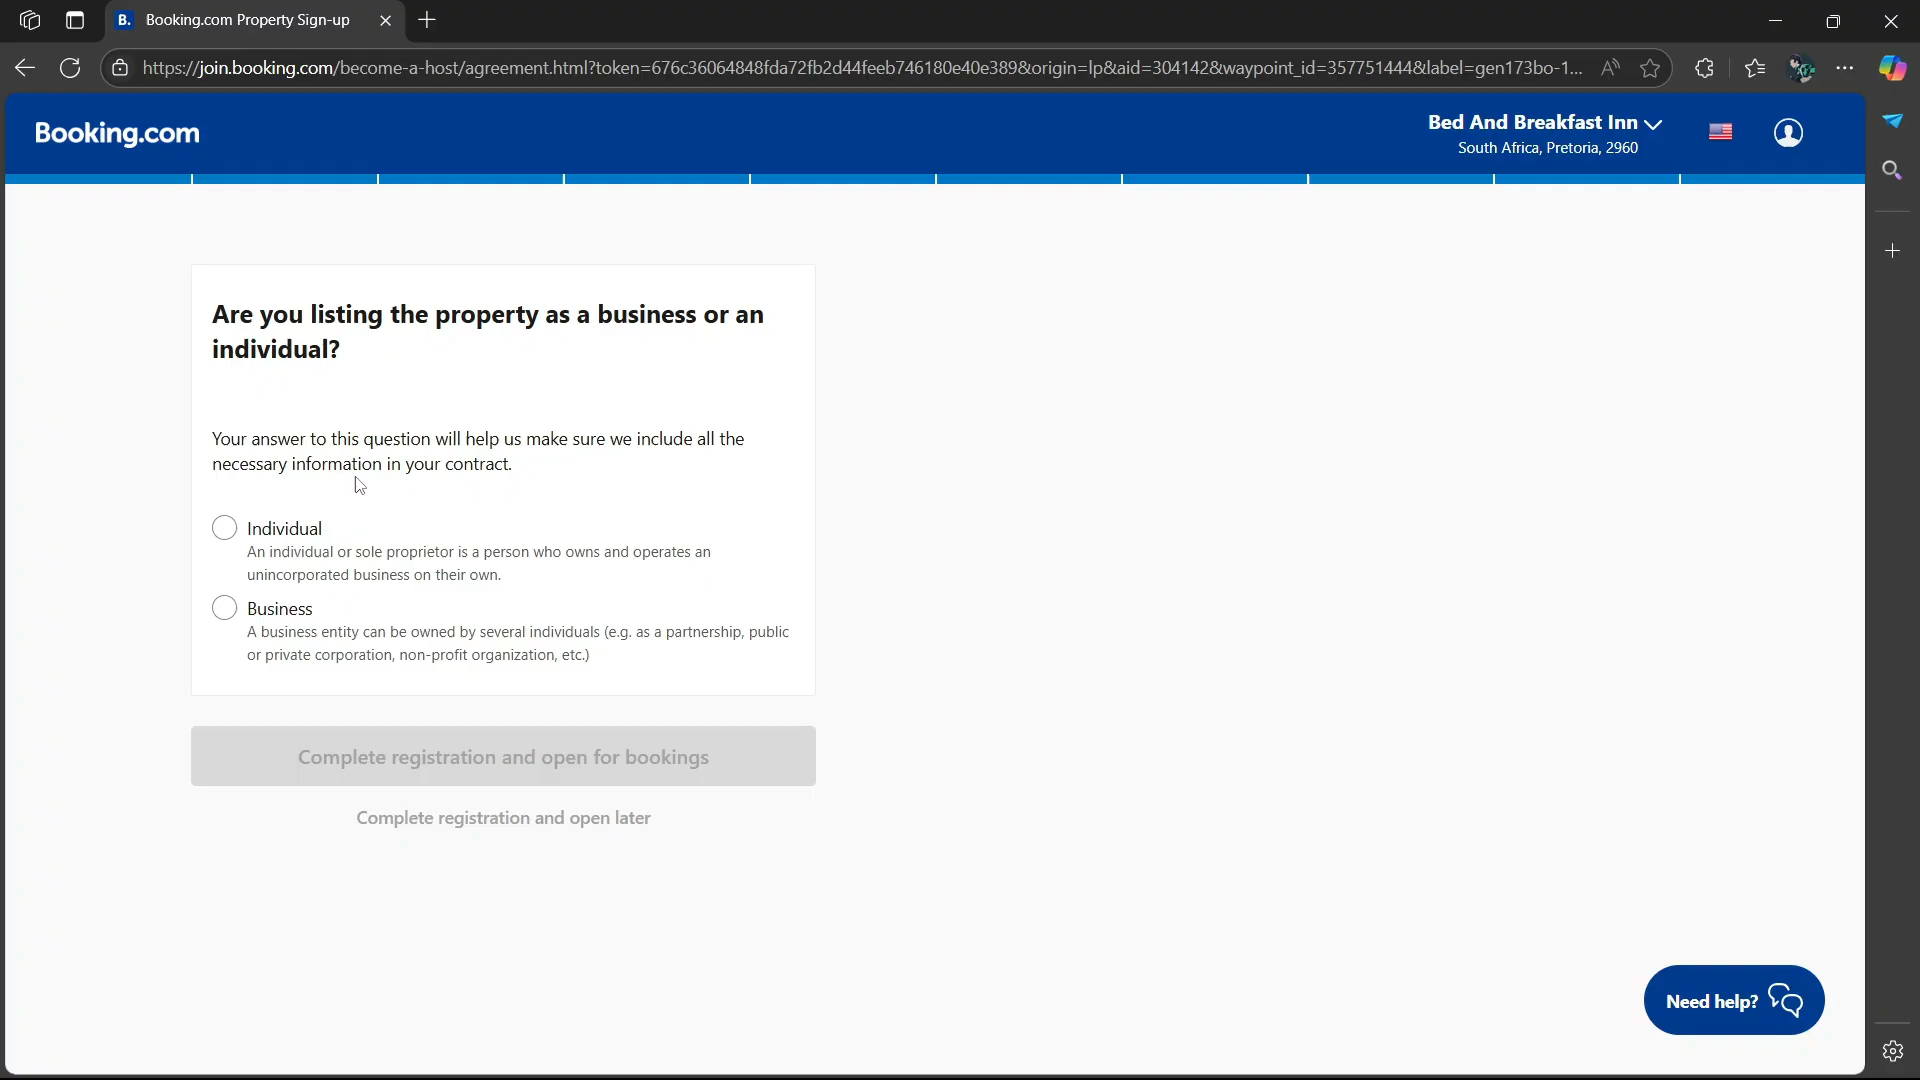 B. Booking.com Property Sign-up
https://join.booking.com/become-a-host/agreement.html?token=676c36064848fda72fb2d44feeb746180e40e389&origin=lp&aid=304142&waypoint_id=357751444&label=gen173bo-1...
Booking.com
Bed And Breakfast Inn
South Africa, Pretoria, 2960
Are you listing the property as a business or an
individual?
Your answer to this question will help us make sure we include all the
necessary information in your contract.
Individual
An individual or sole proprietor is a person who owns and operates an
unincorporated business on their own.
Business
A business entity can be owned by several individuals (e.g. as a partnership, public
or private corporation, non-profit organization, etc.)
Complete registration and open for bookings
Complete registration and open later
Need help?